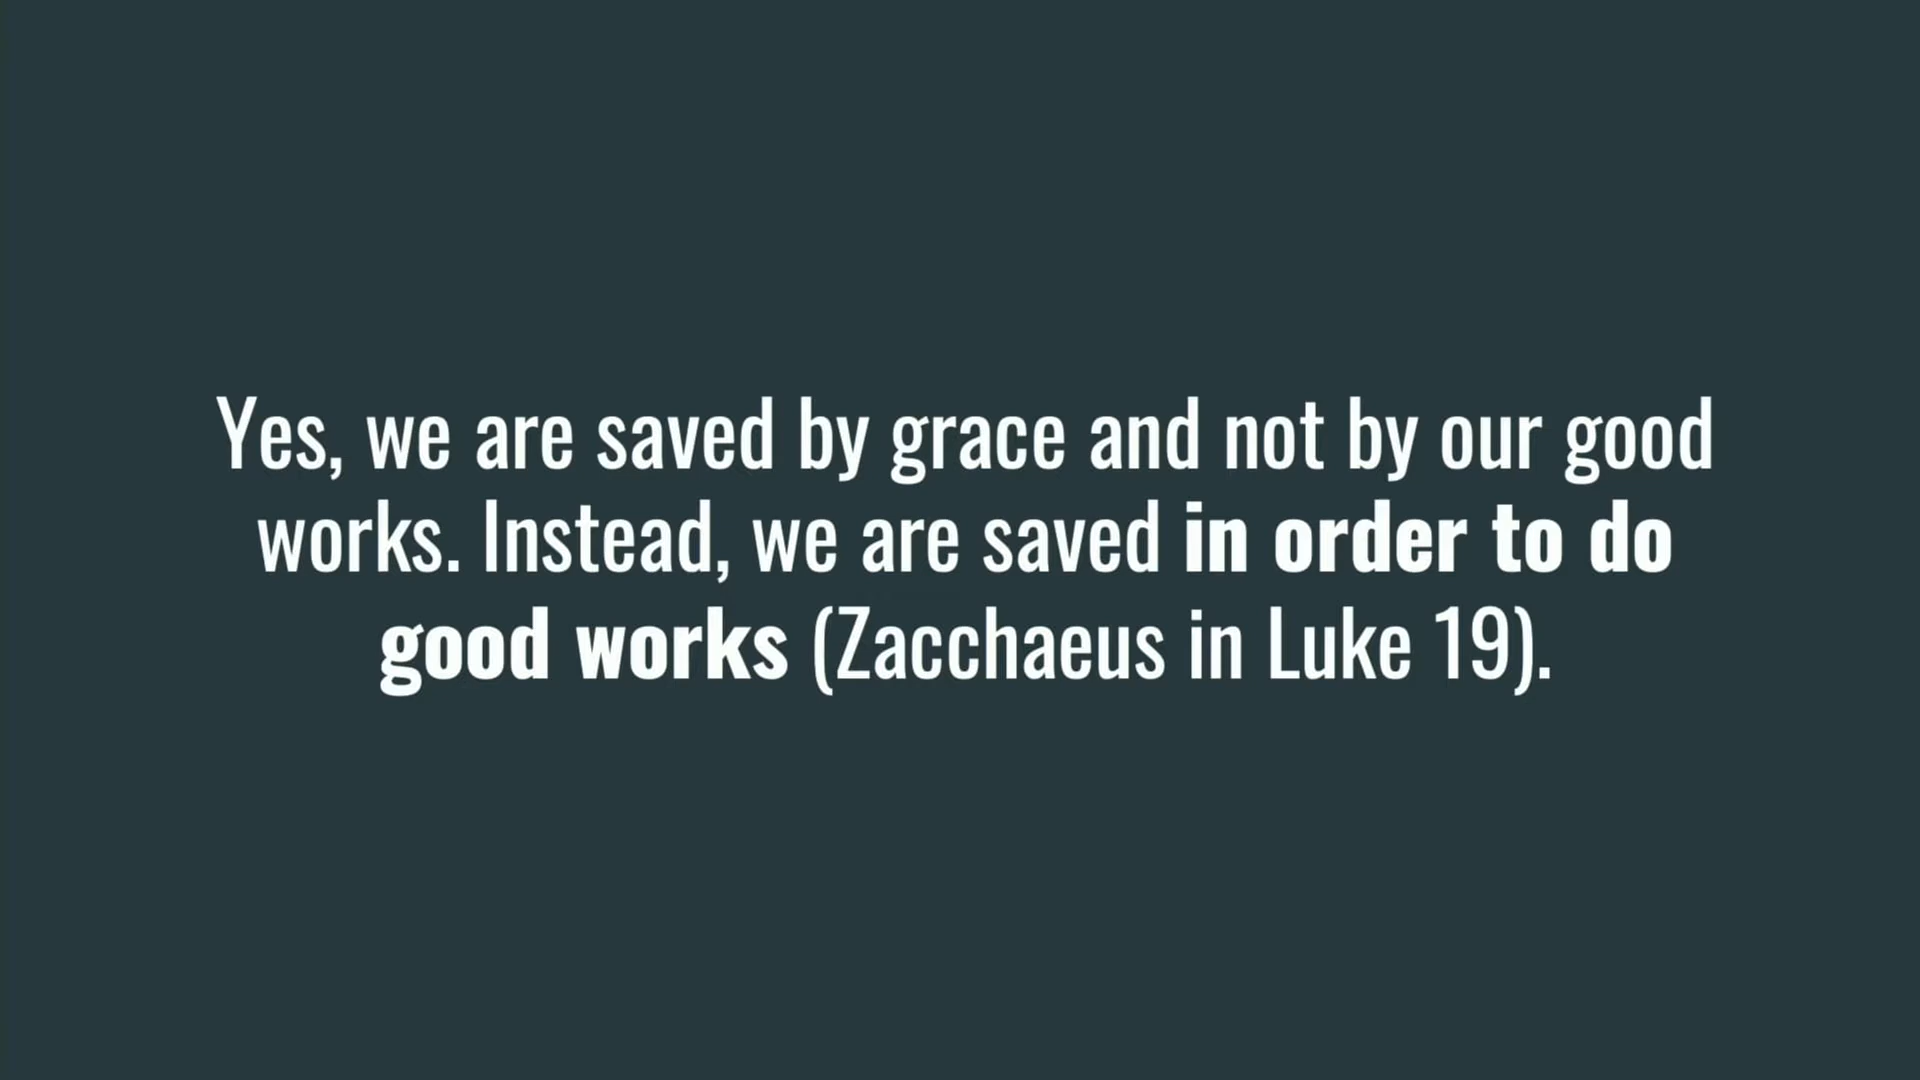 Yes, we are saved by grace and not by our good
works. Instead, we are saved in order to do
good works (Zacchaeus in Luke 19).